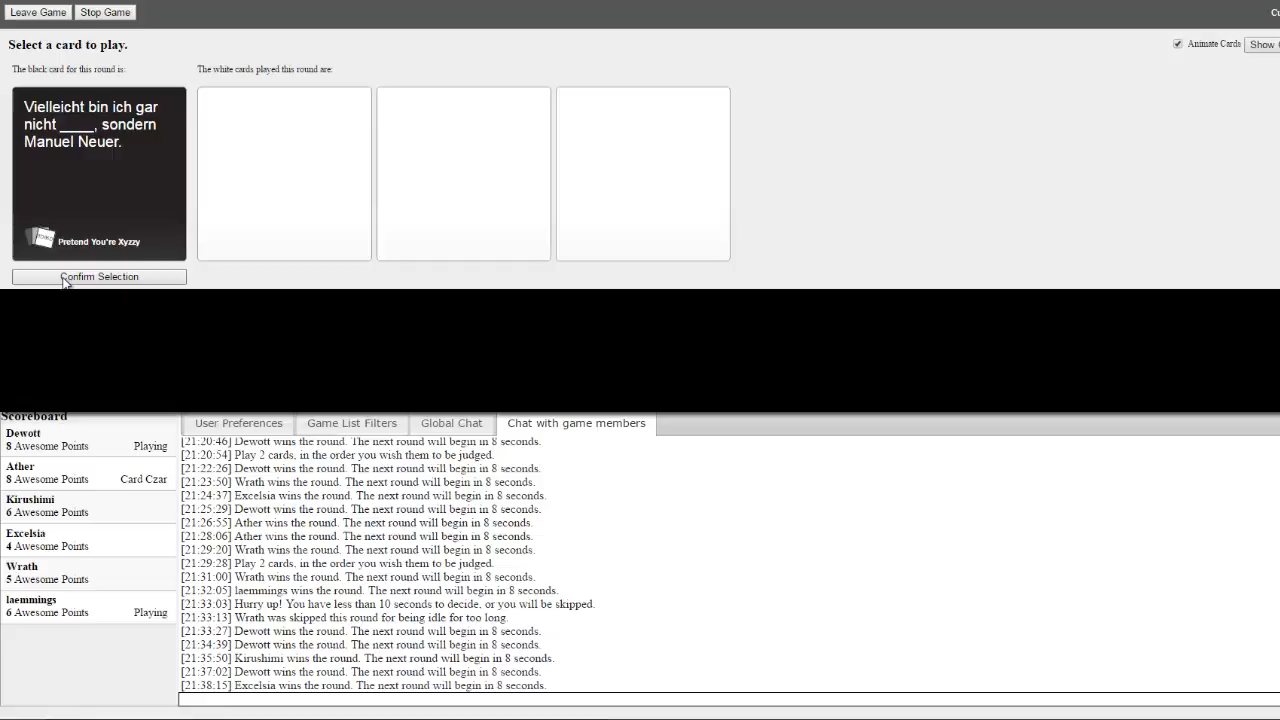 Leave Game Stop Game
Select a card to play.
Animate Cards Show
The black card for this round is:
The white cards played this round are:
Vielleicht bin ich gar
nicht ____, sondern
Manuel Neuer.
Pretend You're Xyzzy
Confirm Selection
Scoreboard
User Preferences Game List Filters Global Chat Chat with game members
Dewott
8 Awesome Points Playing
Ather
8 Awesome Points Card Czar
Kirushimi
6 Awesome Points
Excelsia
4 Awesome Points
Wrath
5 Awesome Points
laemmings
6 Awesome Points Playing
[21:20:46] Dewott wins the round. The next round will begin in 8 seconds.
[21:20:54] Play 2 cards, in the order you wish them to be judged.
[21:22:26] Dewott wins the round. The next round will begin in 8 seconds.
[21:23:50] Wrath wins the round. The next round will begin in 8 seconds.
[21:24:37] Excelsia wins the round. The next round will begin in 8 seconds.
[21:25:29] Dewott wins the round. The next round will begin in 8 seconds.
[21:26:55] Ather wins the round. The next round will begin in 8 seconds.
[21:28:06] Ather wins the round. The next round will begin in 8 seconds.
[21:29:20] Wrath wins the round. The next round will begin in 8 seconds.
[21:29:28] Play 2 cards, in the order you wish them to be judged.
[21:31:00] Wrath wins the round. The next round will begin in 8 seconds.
[21:32:05] laemmings wins the round. The next round will begin in 8 seconds.
[21:33:03] Hurry up! You have less than 10 seconds to decide, or you will be skipped.
[21:33:13] Wrath was skipped this round for being idle for too long.
[21:33:27] Dewott wins the round. The next round will begin in 8 seconds.
[21:34:39] Dewott wins the round. The next round will begin in 8 seconds.
[21:35:50] Kirushimi wins the round. The next round will begin in 8 seconds.
[21:37:02] Dewott wins the round. The next round will begin in 8 seconds.
[21:38:15] Excelsia wins the round. The next round will begin in 8 seconds.